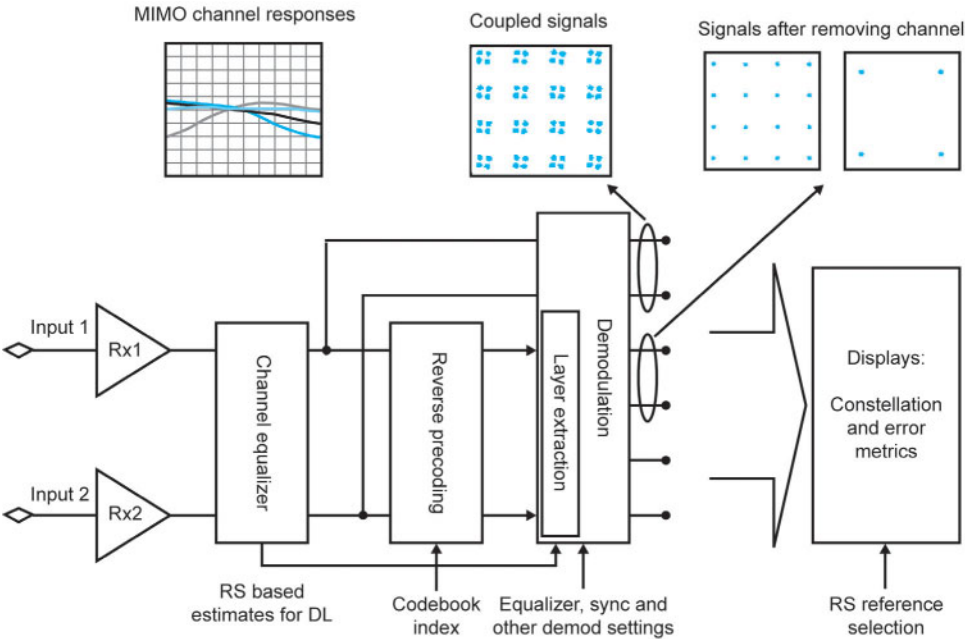 MIMO channel responses
Coupled signals
Signals after removing channel
Input 1
Rx1
Input 2
Rx2
Channel equalizer
Reverse precoding
Layer extraction
Demodulation
Displays:
Constellation
and error
metrics
RS based
estimates for DL
Codebook
index
Equalizer, sync and
other demod settings
RS reference
selection